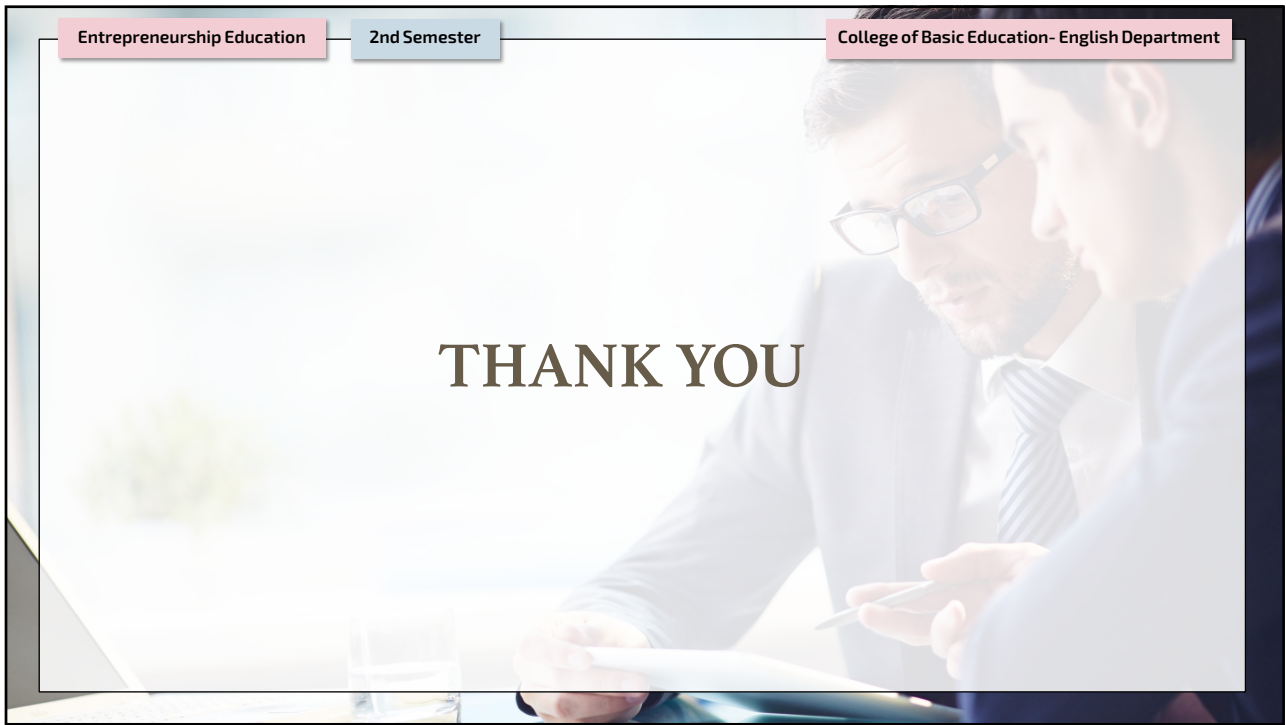 Entrepreneurship Education
2nd Semester
College of Basic Education- English Department
THANK YOU